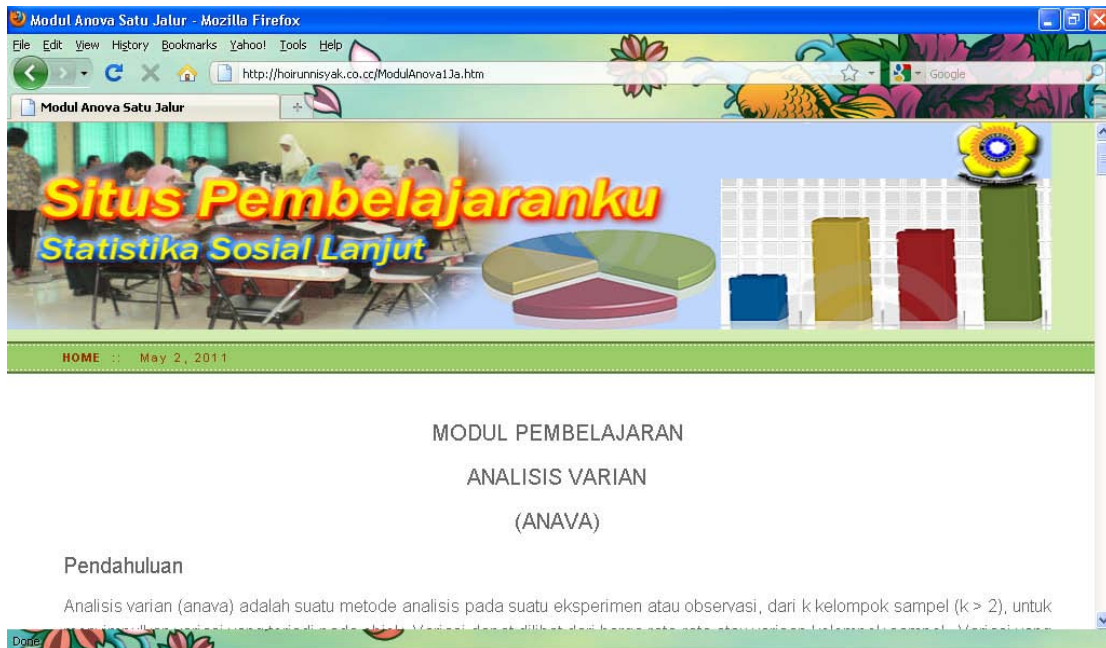 Modul Anova Satu Jalur - Mozilla Firefox
File Edit View History Bookmarks Yahoo! Tools Help
http://hoirunnisyak.co.cc/ModulAnova1Ja.htm
Google
Modul Anova Satu Jalur
Situs Pembelajaranku
Statistika Sosial Lanjut
HOME :: May 2, 2011
MODUL PEMBELAJARAN
ANALISIS VARIAN
(ANAVA)
Pendahuluan
Analisis varian (anava) adalah suatu metode analisis pada suatu eksperimen atau observasi, dari k kelompok sampel (k > 2), untuk
Done